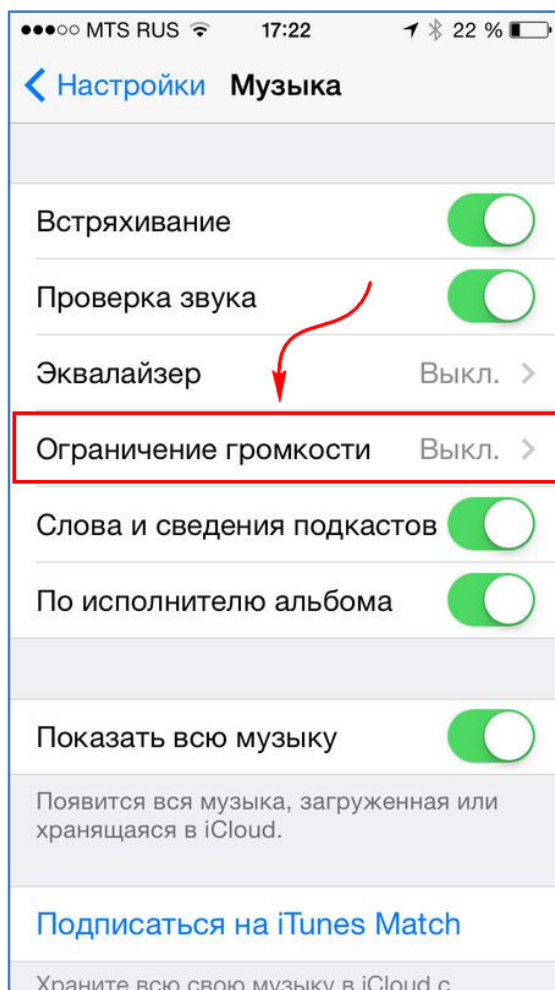 MTS RUS 17:22 22 %
Настройки Музыка
Встряхивание
Проверка звука
Эквалайзер Выкл.
Ограничение громкости Выкл.
Слова и сведения подкастов
По исполнителю альбома
Показать всю музыку
Появится вся музыка, загруженная или
хранящаяся в iCloud.
Подписаться на iTunes Match
Храните всю свою музыку в iCloud с